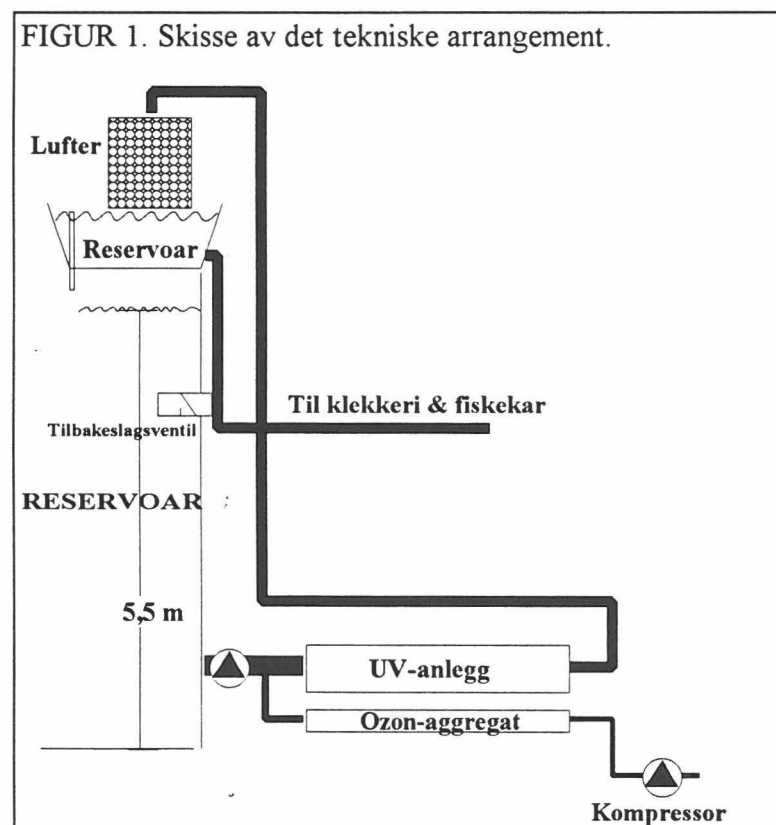 FIGUR 1. Skisse av det tekniske arrangement.
Lufter
Reservoar
Til klekkeri & fiskekar
Tilbakeslagsventil
RESERVOAR
5,5 m
UV-anlegg
Ozon-aggregat
Kompressor